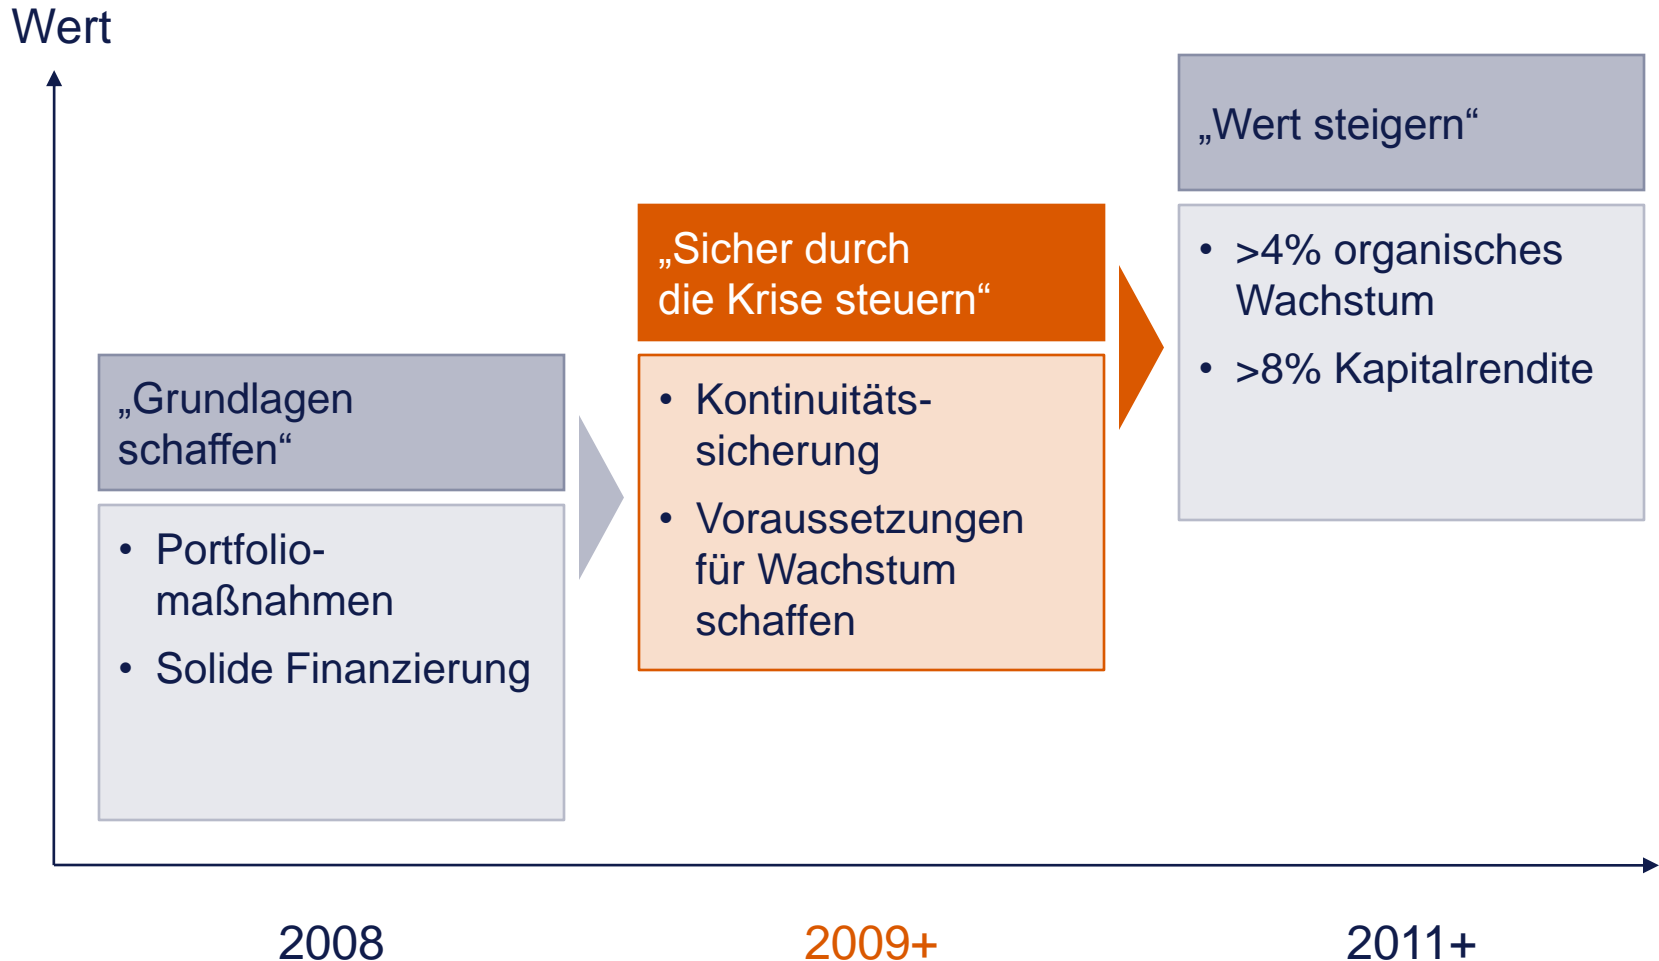 Wert
„Grundlagen
schaffen“
• Portfolio-
maßnahmen
• Solide Finanzierung
„Sicher durch
die Krise steuern“
• Kontinuitäts-
sicherung
• Voraussetzungen
für Wachstum
schaffen
„Wert steigern“
• >4% organisches
Wachstum
• >8% Kapitalrendite
2008
2009+
2011+